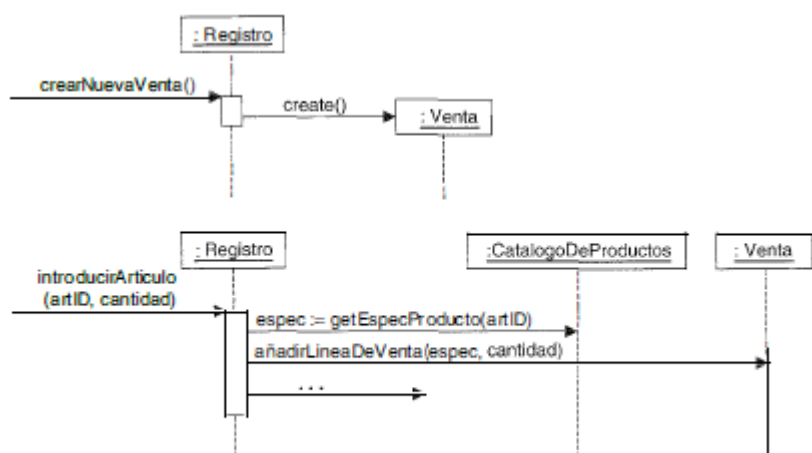 : Registro
crearNuevaVenta()
create()
: Venta
: Registro
:CatalogoDeProductos
: Venta
introducirArticulo
(artID, cantidad)
espec := getEspecProducto(artID)
añadirLineaDeVenta(espec, cantidad)
...